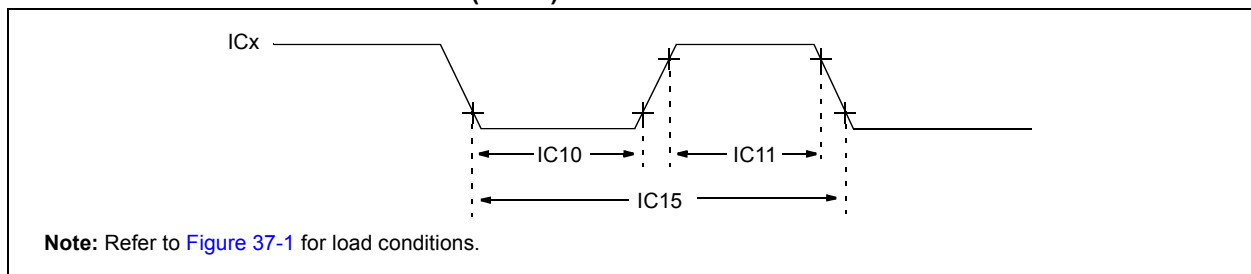 ICx
IC10
IC11
IC15
Note: Refer to Figure 37-1 for load conditions.